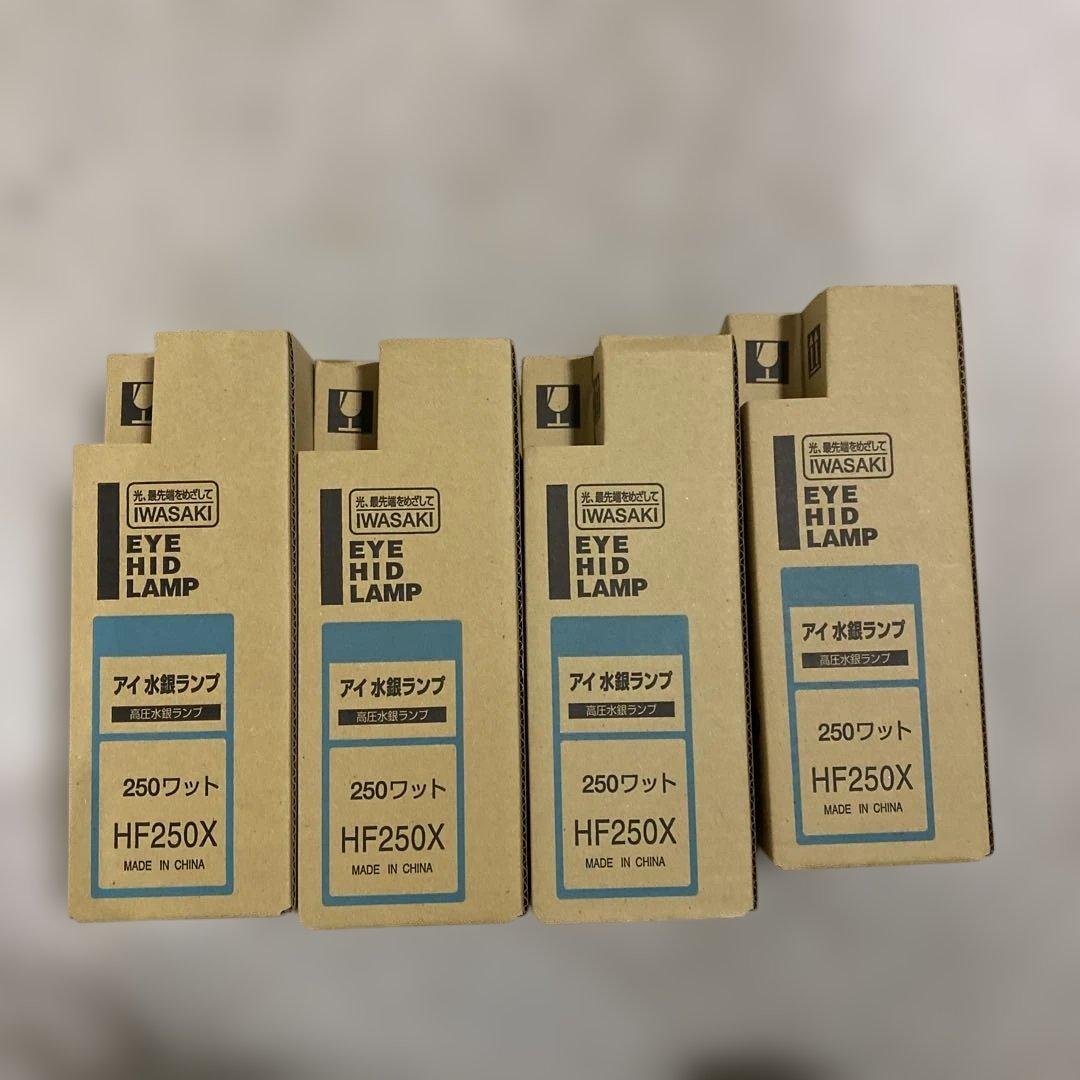 光、最先端をめざして
IWASAKI
EYE
HID
LAMP
アイ 水銀ランプ
高圧水銀ランプ
250ワット
HF250X
MADE IN CHINA
光、最先端をめざして
IWASAKI
EYE
HID
LAMP
アイ 水銀ランプ
高圧水銀ランプ
250ワット
HF250X
MADE IN CHINA
光、最先端をめざして
IWASAKI
EYE
HID
LAMP
アイ 水銀ランプ
高圧水銀ランプ
250ワット
HF250X
MADE IN CHINA
光、最先端をめざして
IWASAKI
EYE
HID
LAMP
アイ 水銀ランプ
高圧水銀ランプ
250ワット
HF250X
MADE IN CHINA